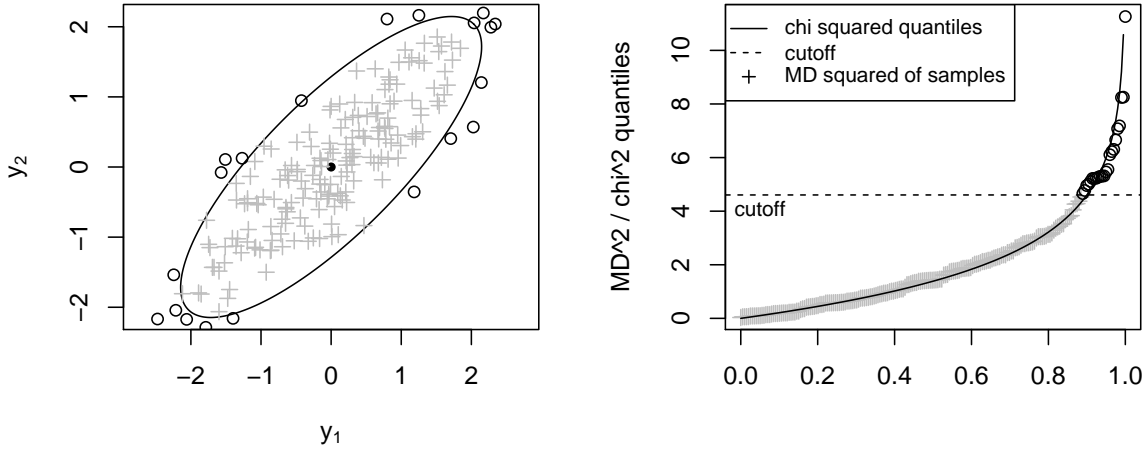 y2
2
1
0
−1
−2
−2 −1 0 1 2
y1
MD^2 / chi^2 quantiles
10
8
6
4
2
0
chi squared quantiles
cutoff
MD squared of samples
cutoff
0.0 0.2 0.4 0.6 0.8 1.0